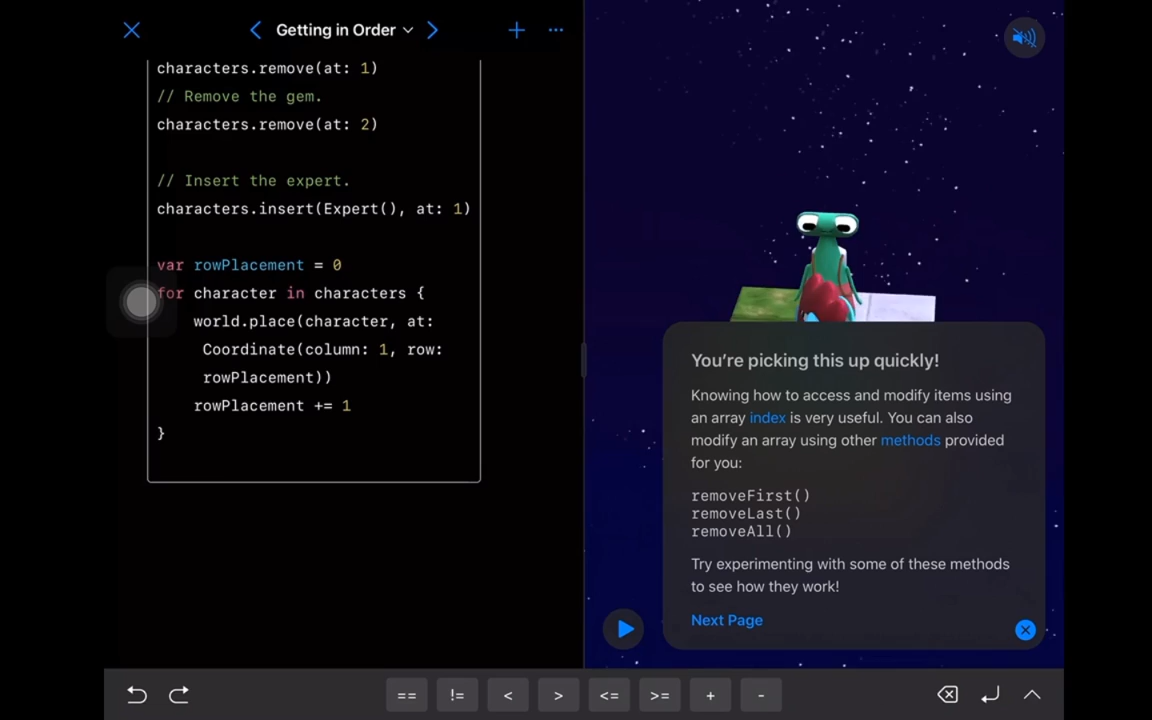 Getting in Order
characters.remove(at: 1)
// Remove the gem.
characters.remove(at: 2)
// Insert the expert.
characters.insert(Expert(), at: 1)
var rowPlacement = 0
for character in characters {
world.place(character, at:
Coordinate(column: 1, row:
rowPlacement))
rowPlacement += 1
}
You're picking this up quickly!
Knowing how to access and modify items using
an array index is very useful. You can also
modify an array using other methods provided
for you:
removeFirst()
removeLast()
removeAll()
Try experimenting with some of these methods
to see how they work!
Next Page
== != < > <= >= + -